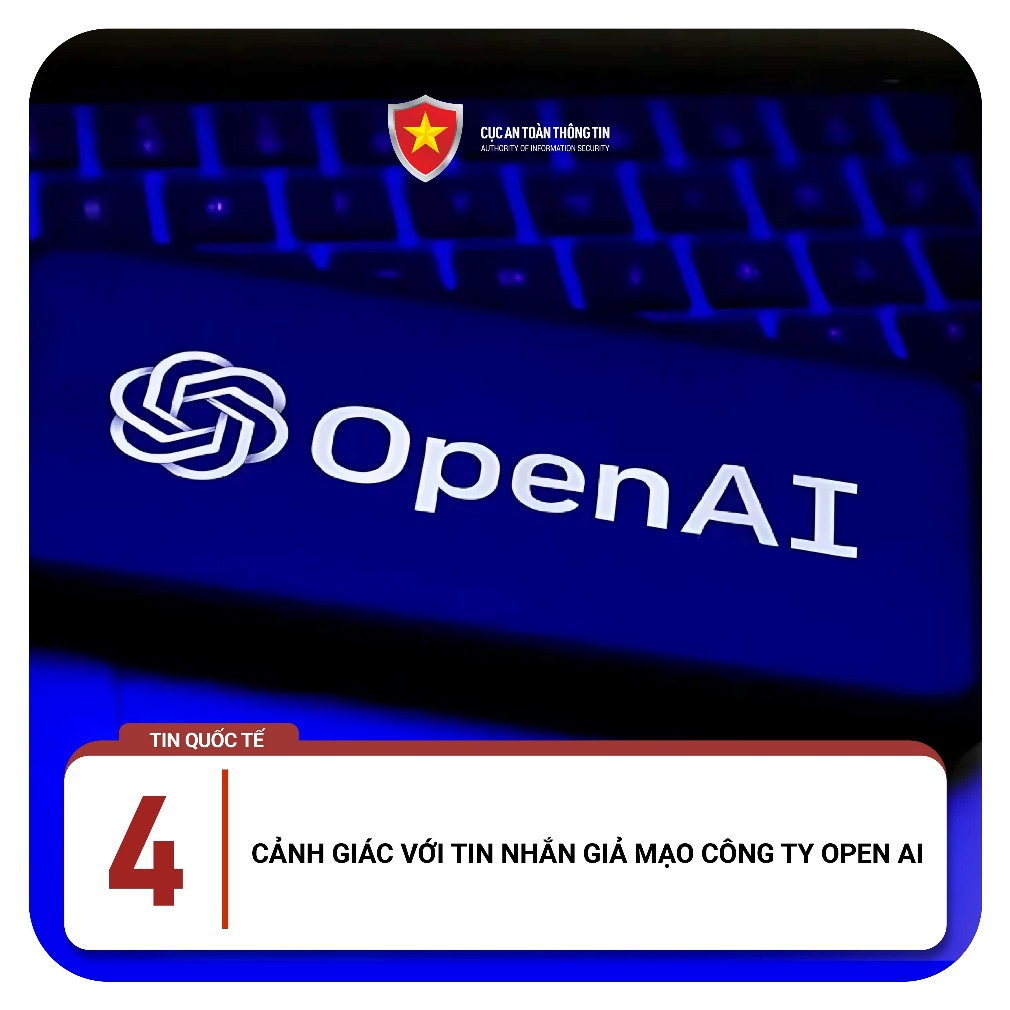 CỤC AN TOÀN THÔNG TIN
AUTHORITY OF INFORMATION SECURITY
OpenAI
TIN QUỐC TẾ
4
CẢNH GIÁC VỚI TIN NHẮN GIẢ MẠO CÔNG TY OPEN AI